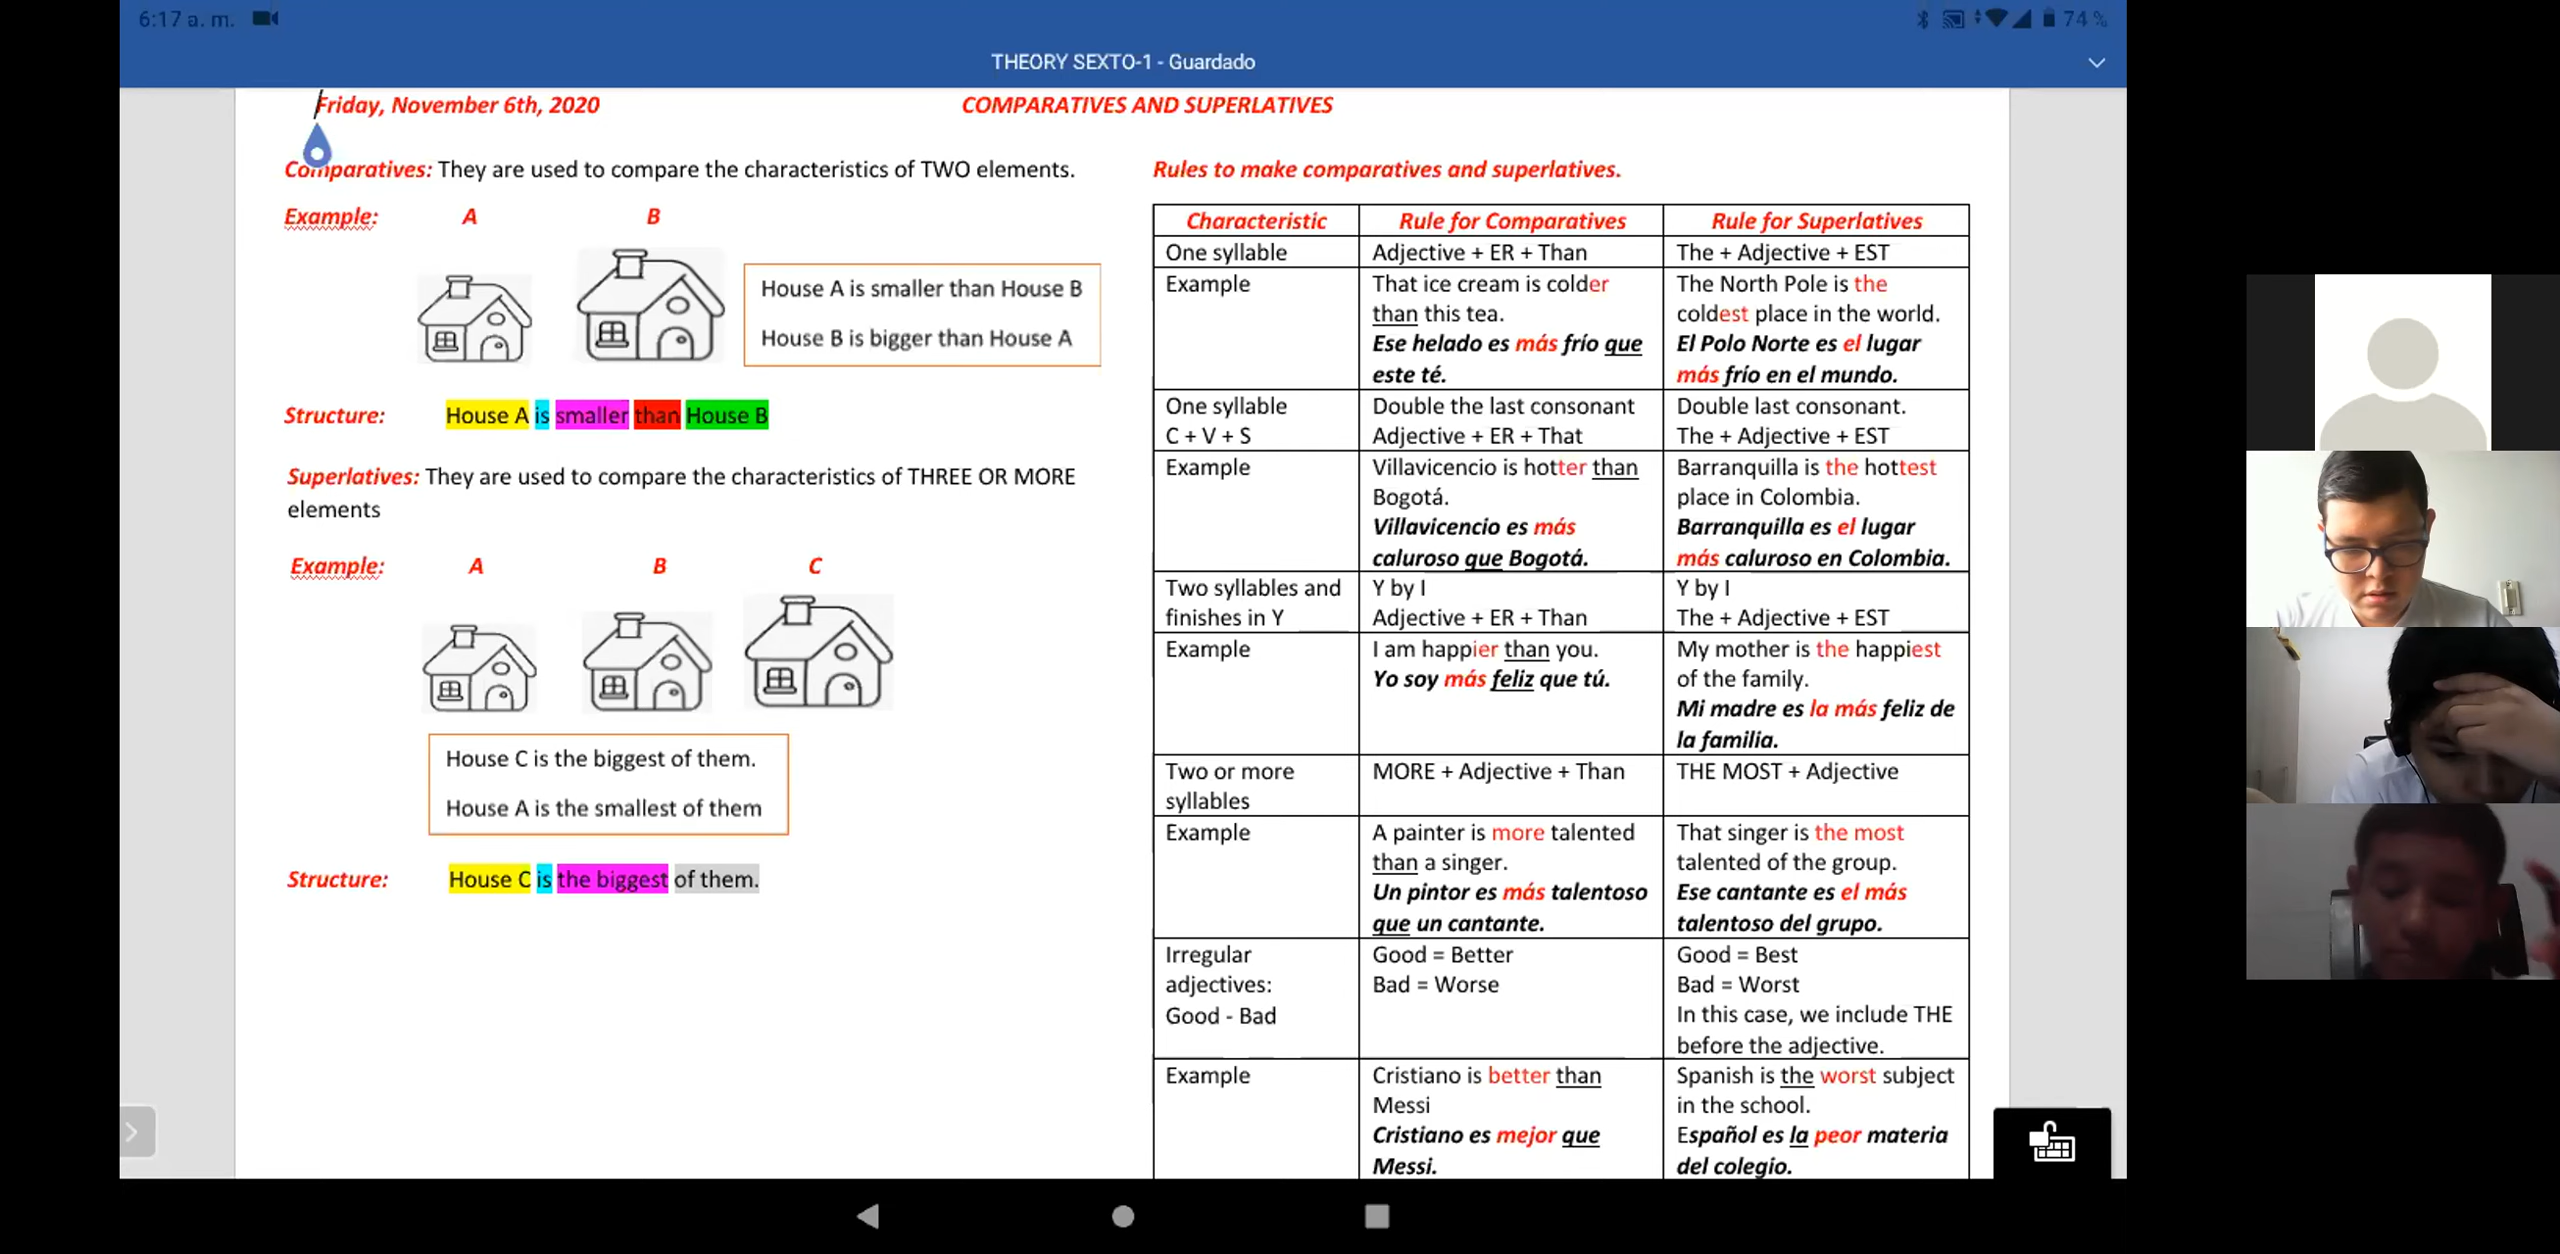 6:17 a. m.
74 %
THEORY SEXTO-1 - Guardado
Friday, November 6th, 2020
COMPARATIVES AND SUPERLATIVES
Comparatives: They are used to compare the characteristics of TWO elements.
Example:
A
B
House A is smaller than House B
House B is bigger than House A
Structure:
House A is smaller than House B
Superlatives: They are used to compare the characteristics of THREE OR MORE
elements
Example:
A
B
C
House C is the biggest of them.
House A is the smallest of them
Structure:
House C is the biggest of them.
Rules to make comparatives and superlatives.
Characteristic
Rule for Comparatives
Rule for Superlatives
One syllable
Adjective + ER + Than
The + Adjective + EST
Example
That ice cream is colder
than this tea.
Ese helado es más frío que
este té.
The North Pole is the
coldest place in the world.
El Polo Norte es el lugar
más frío en el mundo.
One syllable
C + V + S
Double the last consonant
Adjective + ER + That
Double last consonant.
The + Adjective + EST
Example
Villavicencio is hotter than
Bogotá.
Villavicencio es más
caluroso que Bogotá.
Barranquilla is the hottest
place in Colombia.
Barranquilla es el lugar
más caluroso en Colombia.
Two syllables and
finishes in Y
Y by I
Adjective + ER + Than
Y by I
The + Adjective + EST
Example
I am happier than you.
Yo soy más feliz que tú.
My mother is the happiest
of the family.
Mi madre es la más feliz de
la familia.
Two or more
syllables
MORE + Adjective + Than
THE MOST + Adjective
Example
A painter is more talented
than a singer.
Un pintor es más talentoso
que un cantante.
That singer is the most
talented of the group.
Ese cantante es el más
talentoso del grupo.
Irregular
adjectives:
Good - Bad
Good = Better
Bad = Worse
Good = Best
Bad = Worst
In this case, we include THE
before the adjective.
Example
Cristiano is better than
Messi
Cristiano es mejor que
Messi.
Spanish is the worst subject
in the school.
Español es la peor materia
del colegio.